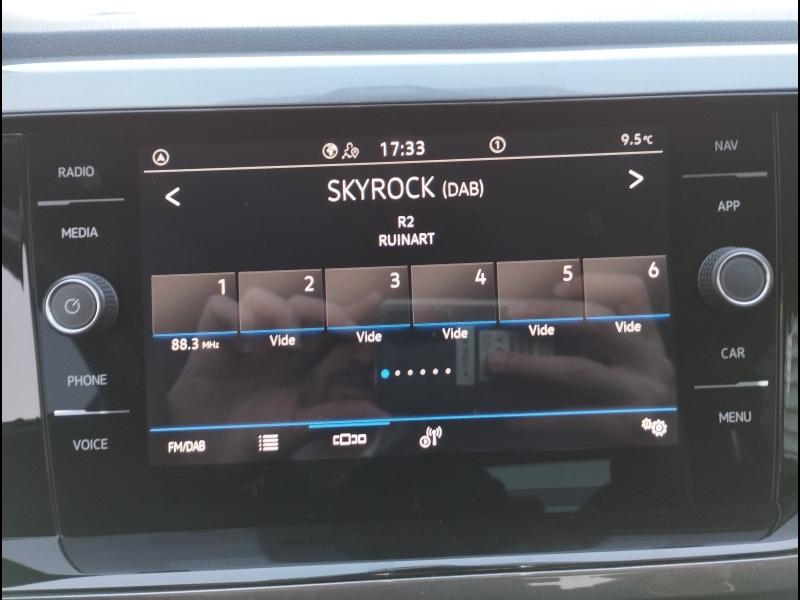 RADIO
MEDIA
PHONE
VOICE
17:33
1
9.5°C
SKYROCK (DAB)
R2
RUINART
1 2 3 4 5 6
88.3 MHz Vide Vide Vide Vide Vide
FM/DAB
NAV
APP
CAR
MENU